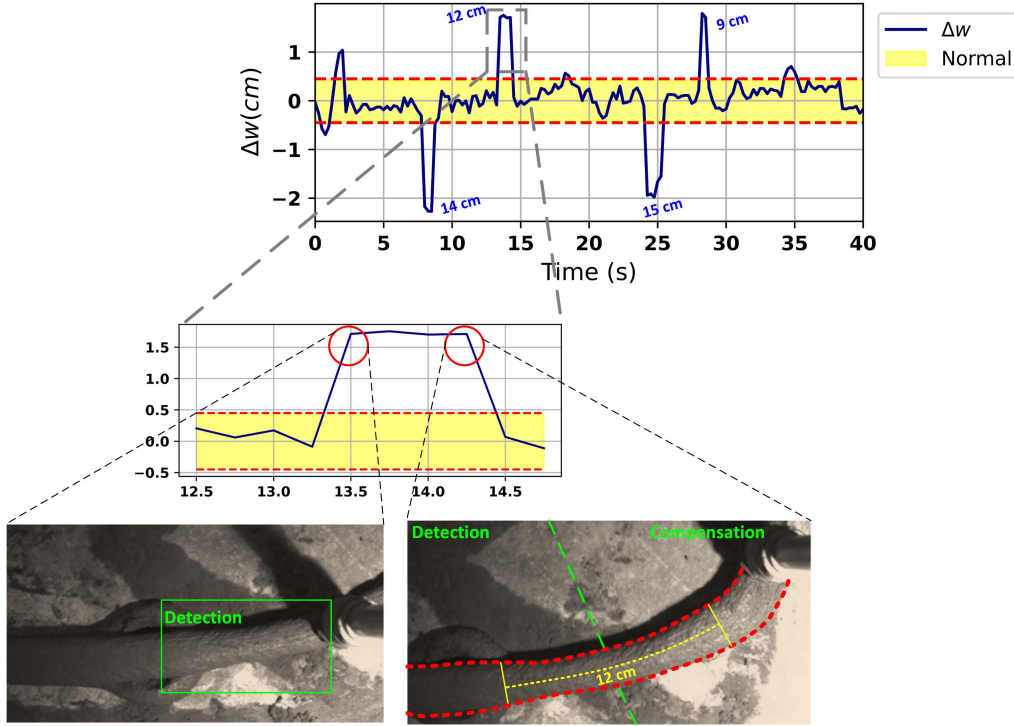 12 cm
9 cm
Δw
Normal
Δw(cm)
1
0
−1
−2
14 cm
15 cm
0 5 10 15 20 25 30 35 40
Time (s)
1.5
1.0
0.5
0.0
−0.5
12.5 13.0 13.5 14.0 14.5
Detection
Detection Compensation
12 cm